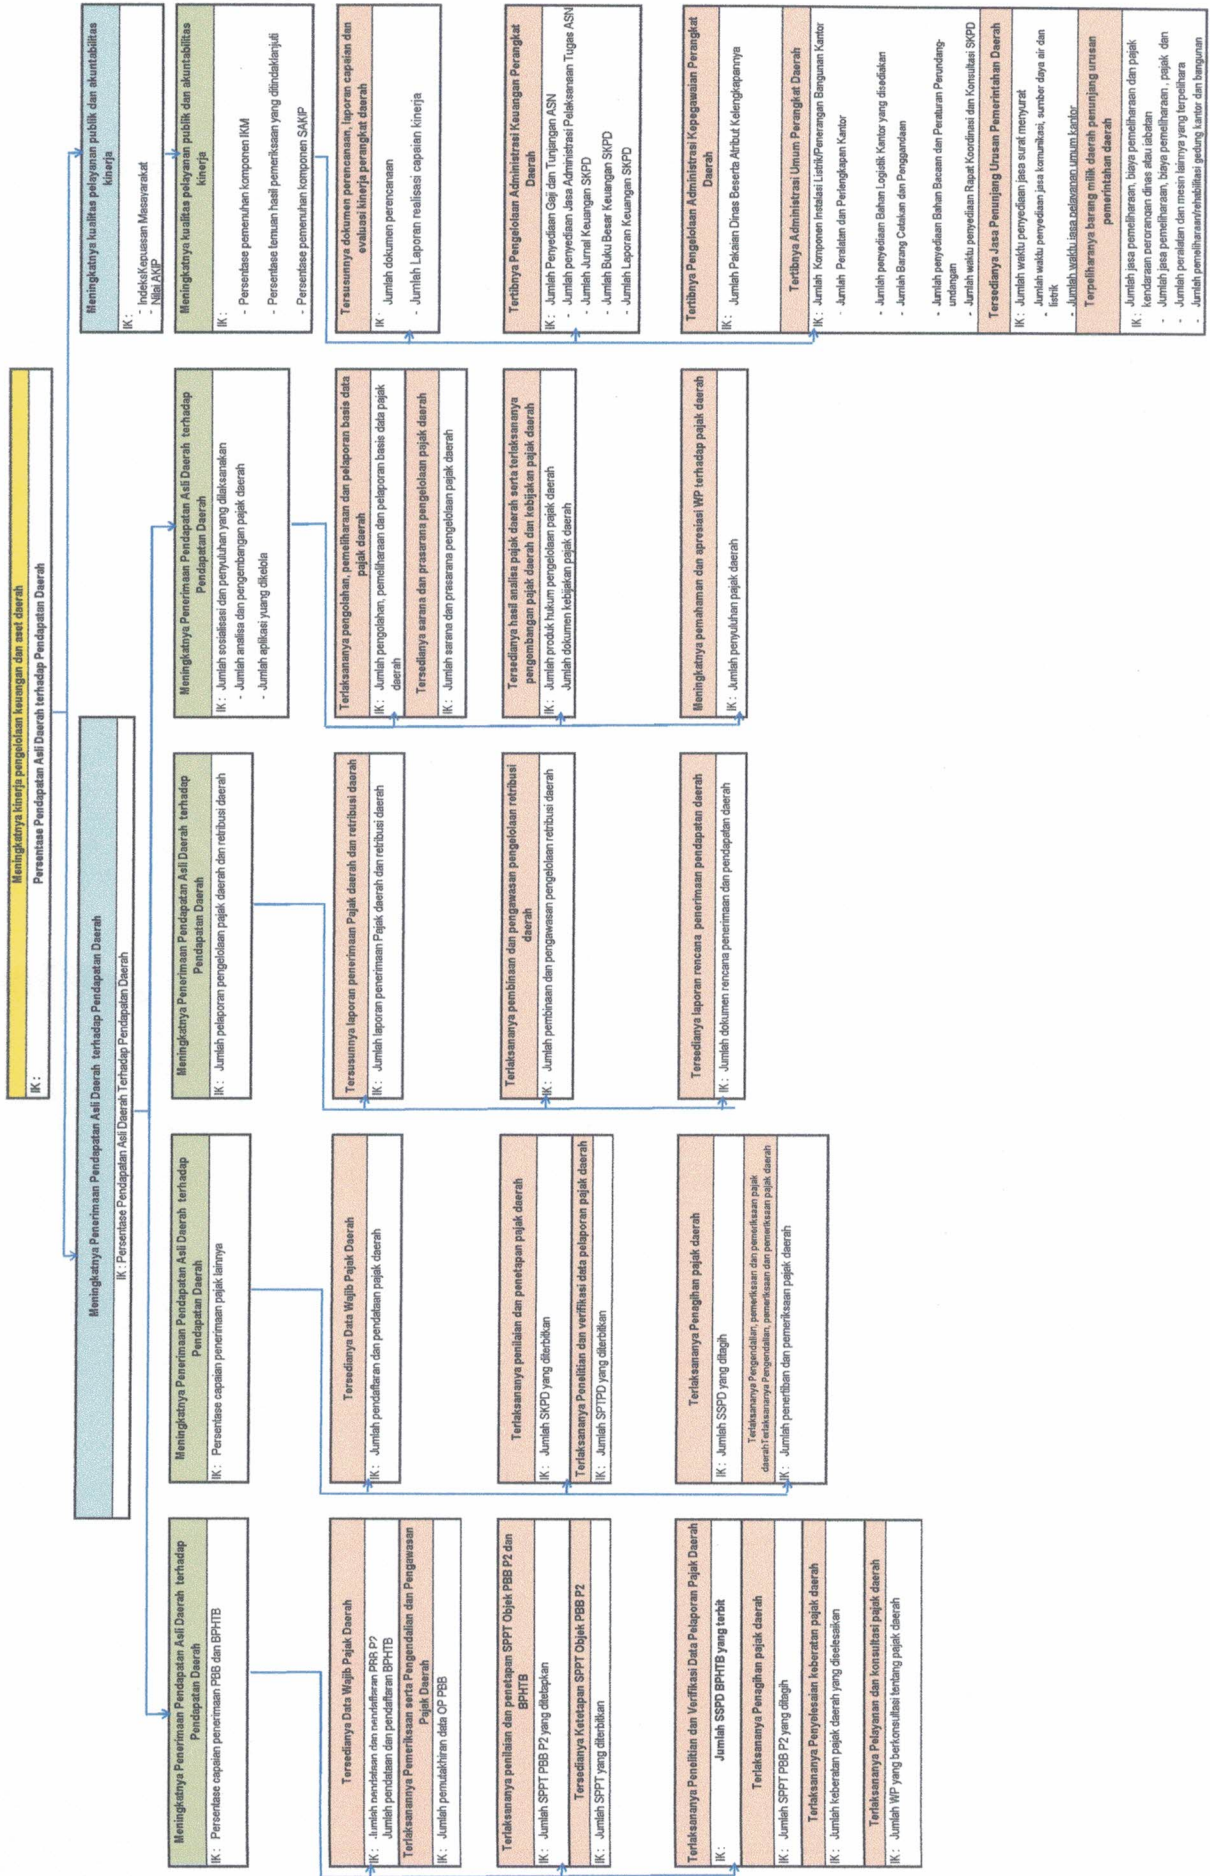 Meningkatnya kinerja pengelolaan keuangan dan aset daerah
IK :
Persentase Pendapatan Asli Daerah terhadap Pendapatan Daerah
Meningkatnya Penerimaan Pendapatan Asli Daerah terhadap Pendapatan Daerah
IK : Persentase Pendapatan Asli Daerah Terhadap Pendapatan Daerah
Meningkatnya kualitas pelayanan publik dan akuntabilitas
kinerja
IK :
- IndeksKepuasan Masayarakat
- Nilai AKIP
Meningkatnya Penerimaan Pendapatan Asli Daerah terhadap
Pendapatan Daerah
IK : Persentase capaian penerimaan PBB dan BPHTB
Tersedianya Data Wajib Pajak Daerah
IK : Jumlah pendataan dan pendaftaran PBB P2
Jumlah pendataan dan pendaftaran BPHTB
Terlaksanannya Pemeriksaan serta Pengendalian dan Pengawasan
Pajak Daerah
IK : Jumlah pemutakhiran data OP PBB
Terlaksananya penilaian dan penetapan SPPT Objek PBB P2 dan
BPHTB
IK : Jumlah SPPT PBB P2 yang ditetapkan
Tersedianya Ketetapan SPPT Objek PBB P2
IK : Jumlah SPPT yang diterbitkan
Terlaksananya Penelitian dan Verifikasi Data Pelaporan Pajak Daerah
IK :
Jumlah SSPD BPHTB yang terbit
Terlaksananya Penagihan pajak daerah
IK : Jumlah SPPT PBB P2 yang ditagih
Terlaksananya Penyelesaian keberatan pajak daerah
IK : Jumlah keberatan pajak daerah yang diselesaikan
Terlaksananya Pelayanan dan konsultasi pajak daerah
IK : Jumlah WP yang berkonsultasi tentang pajak daerah
Meningkatnya Penerimaan Pendapatan Asli Daerah terhadap
Pendapatan Daerah
IK : Persentase capaian penerimaan pajak lainnya
Tersedianya Data Wajib Pajak Daerah
IK : Jumlah pendaftaran dan pendataan pajak daerah
Terlaksananya penilaian dan penetapan pajak daerah
IK : Jumlah SKPD yang diterbitkan
Terlaksananya Penelitian dan verifikasi data pelaporan pajak daerah
IK : Jumlah SPTPD yang diterbitkan
Terlaksananya Penagihan pajak daerah
IK : Jumlah SSPD yang ditagih
Terlaksananya Pengendalian, pemeriksaan dan pemeriksaan pajak
daerahTerlaksananya Pengendalian, pemeriksaan dan pemeriksaan pajak daerah
IK : Jumlah penertiban dan pemeriksaan pajak daerah
Meningkatnya Penerimaan Pendapatan Asli Daerah terhadap
Pendapatan Daerah
IK : Jumlah pelaporan pengelolaan pajak daerah dan retribusi daerah
Tersusunnya laporan penerimaan Pajak daerah dan retribusi daerah
IK : Jumlah laporan penerimaan Pajak daerah dan retribusi daerah
Terlaksananya pembinaan dan pengawasan pengelolaan retribusi
daerah
IK : Jumlah pembinaan dan pengawasan pengelolaan retribusi daerah
Tersedianya laporan rencana penerimaan pendapatan daerah
IK : Jumlah dokumen rencana penerimaan dan pendapatan daerah
Meningkatnya Penerimaan Pendapatan Asli Daerah terhadap
Pendapatan Daerah
IK : Jumlah sosialisasi dan penyuluhan yang dilaksanakan
- Jumlah analisa dan pengembangan pajak daerah
- Jumlah aplikasi yuang dikelola
Terlaksananya pengolahan, pemeliharaan dan pelaporan basis data
pajak daerah
IK : Jumlah pengolahan, pemeliharaan dan pelaporan basis data pajak
daerah
Tersedianya sarana dan prasarana pengelolaan pajak daerah
IK : Jumlah sarana dan prasarana pengelolaan pajak daerah
Tersedianya hasil analisa pajak daerah serta terlaksananya
pengembangan pajak daerah dan kebijakan pajak daerah
IK : Jumlah produk hukum pengelolaan pajak daerah
Jumlah dokumen kebijakan pajak daerah
Meningkatnya pemahaman dan apresiasi WP terhadap pajak daerah
IK : Jumlah penyuluhan pajak daerah
Meningkatnya kualitas pelayanan publik dan akuntabilitas
kinerja
IK :
- Persentase pemenuhan komponen IKM
- Persentase temuan hasil pemeriksaan yang ditindaklanjuti
- Persentase pemenuhan komponen SAKIP
Tersusunnya dokumen perencanaan, laporan capaian dan
evaluasi kinerja perangkat daerah
IK :
- Jumlah dokumen perencanaan
- Jumlah Laporan realisasi capaian kinerja
Tertibnya Pengelolaan Administrasi Keuangan Perangkat
Daerah
IK : Jumlah Penyediaan Gaji dan Tunjangan ASN
- Jumlah penyediaan Jasa Administrasi Pelaksanaan Tugas ASN
- Jumlah Jurnal Keuangan SKPD
- Jumlah Buku Besar Keuangan SKPD
- Jumlah Laporan Keuangan SKPD
Tertibnya Pengelolaan Administrasi Kepegawaian Perangkat
Daerah
IK : Jumlah Pakaian Dinas Beserta Atribut Kelengkapannya
Tertibnya Administrasi Umum Perangkat Daerah
IK : Jumlah Komponen Instalasi Listrik/Penerangan Bangunan Kantor
- Jumlah Peralatan dan Perlengkapan Kantor
- Jumlah penyediaan Bahan Logistik Kantor yang disediakan
- Jumlah Barang Cetakan dan Penggandaan
- Jumlah penyediaan Bahan Bacaan dan Peraturan Perundang-
undangan
- Jumlah waktu penyediaan Rapat Koordinasi dan Konsultasi SKPD
Tersedianya Jasa Penunjang Urusan Pemerintahan Daerah
IK : Jumlah waktu penyediaan jasa surat menyurat
- Jumlah waktu penyediaan jasa komunikasi, sumber daya air dan
listrik
- Jumlah waktu jasa pelayanan umum kantor
Terpeliharanya barang milik daerah penunjang urusan
pemerintahan daerah
IK : Jumlah jasa pemeliharaan, biaya pemeliharaan dan pajak
kendaraan perorangan dinas atau jabatan
- Jumlah jasa pemeliharaan, biaya pemeliharaan , pajak dan
- Jumlah peralatan dan mesin lainnya yang terpelihara
- Jumlah pemeliharaan/rehabilitasi gedung kantor dan bangunan